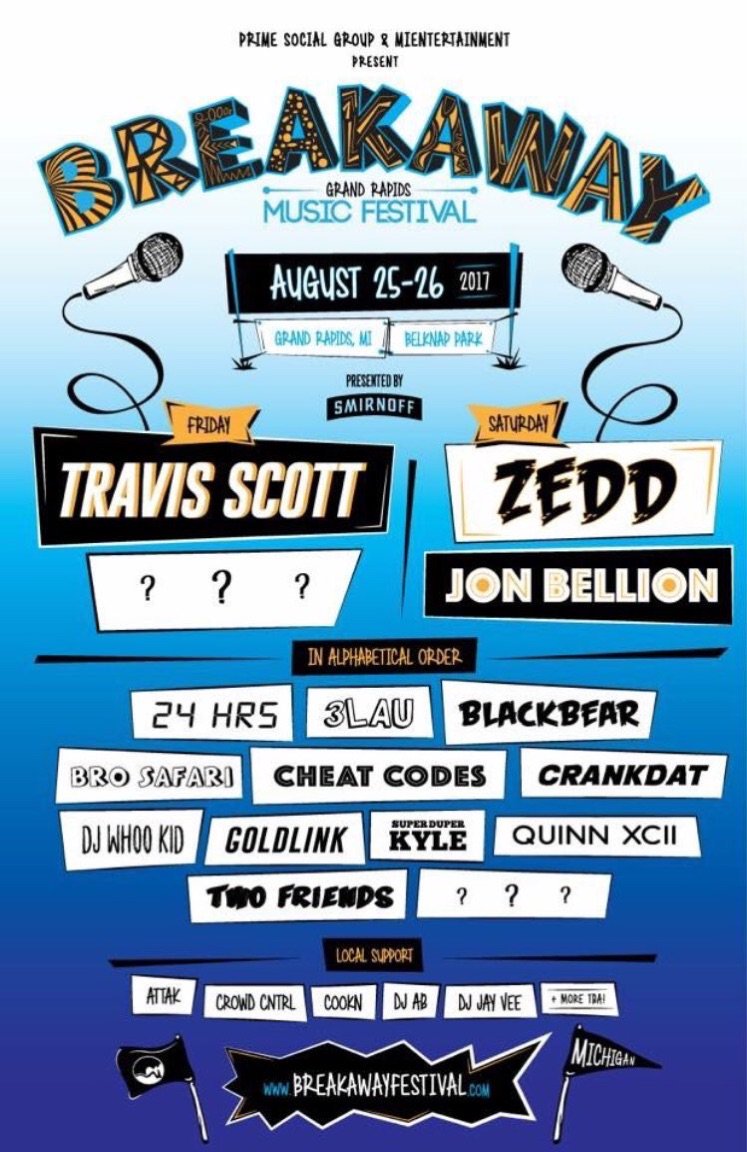 PRIME SOCIAL GROUP & MIENTERTAINMENT
PRESENT
BREAKAWAY
GRAND RAPIDS
MUSIC FESTIVAL
AUGUST 25-26 2017
GRAND RAPIDS, MI BELKNAP PARK
PRESENTED BY
SMIRNOFF
FRIDAY
TRAVIS SCOTT
? ? ?
SATURDAY
ZEDD
JON BELLION
IN ALPHABETICAL ORDER
24 HRS 3LAU BLACKBEAR
BRO SAFARI CHEAT CODES CRANKDAT
DJ WHOO KID GOLDLINK SUPER DUPER KYLE QUINN XCII
TWO FRIENDS ? ? ?
LOCAL SUPPORT
ATTAK CROWD CNTRL COOKN DJ AB DJ JAY VEE + MORE TBA!
WWW.BREAKAWAYFESTIVAL.COM
MICHIGAN